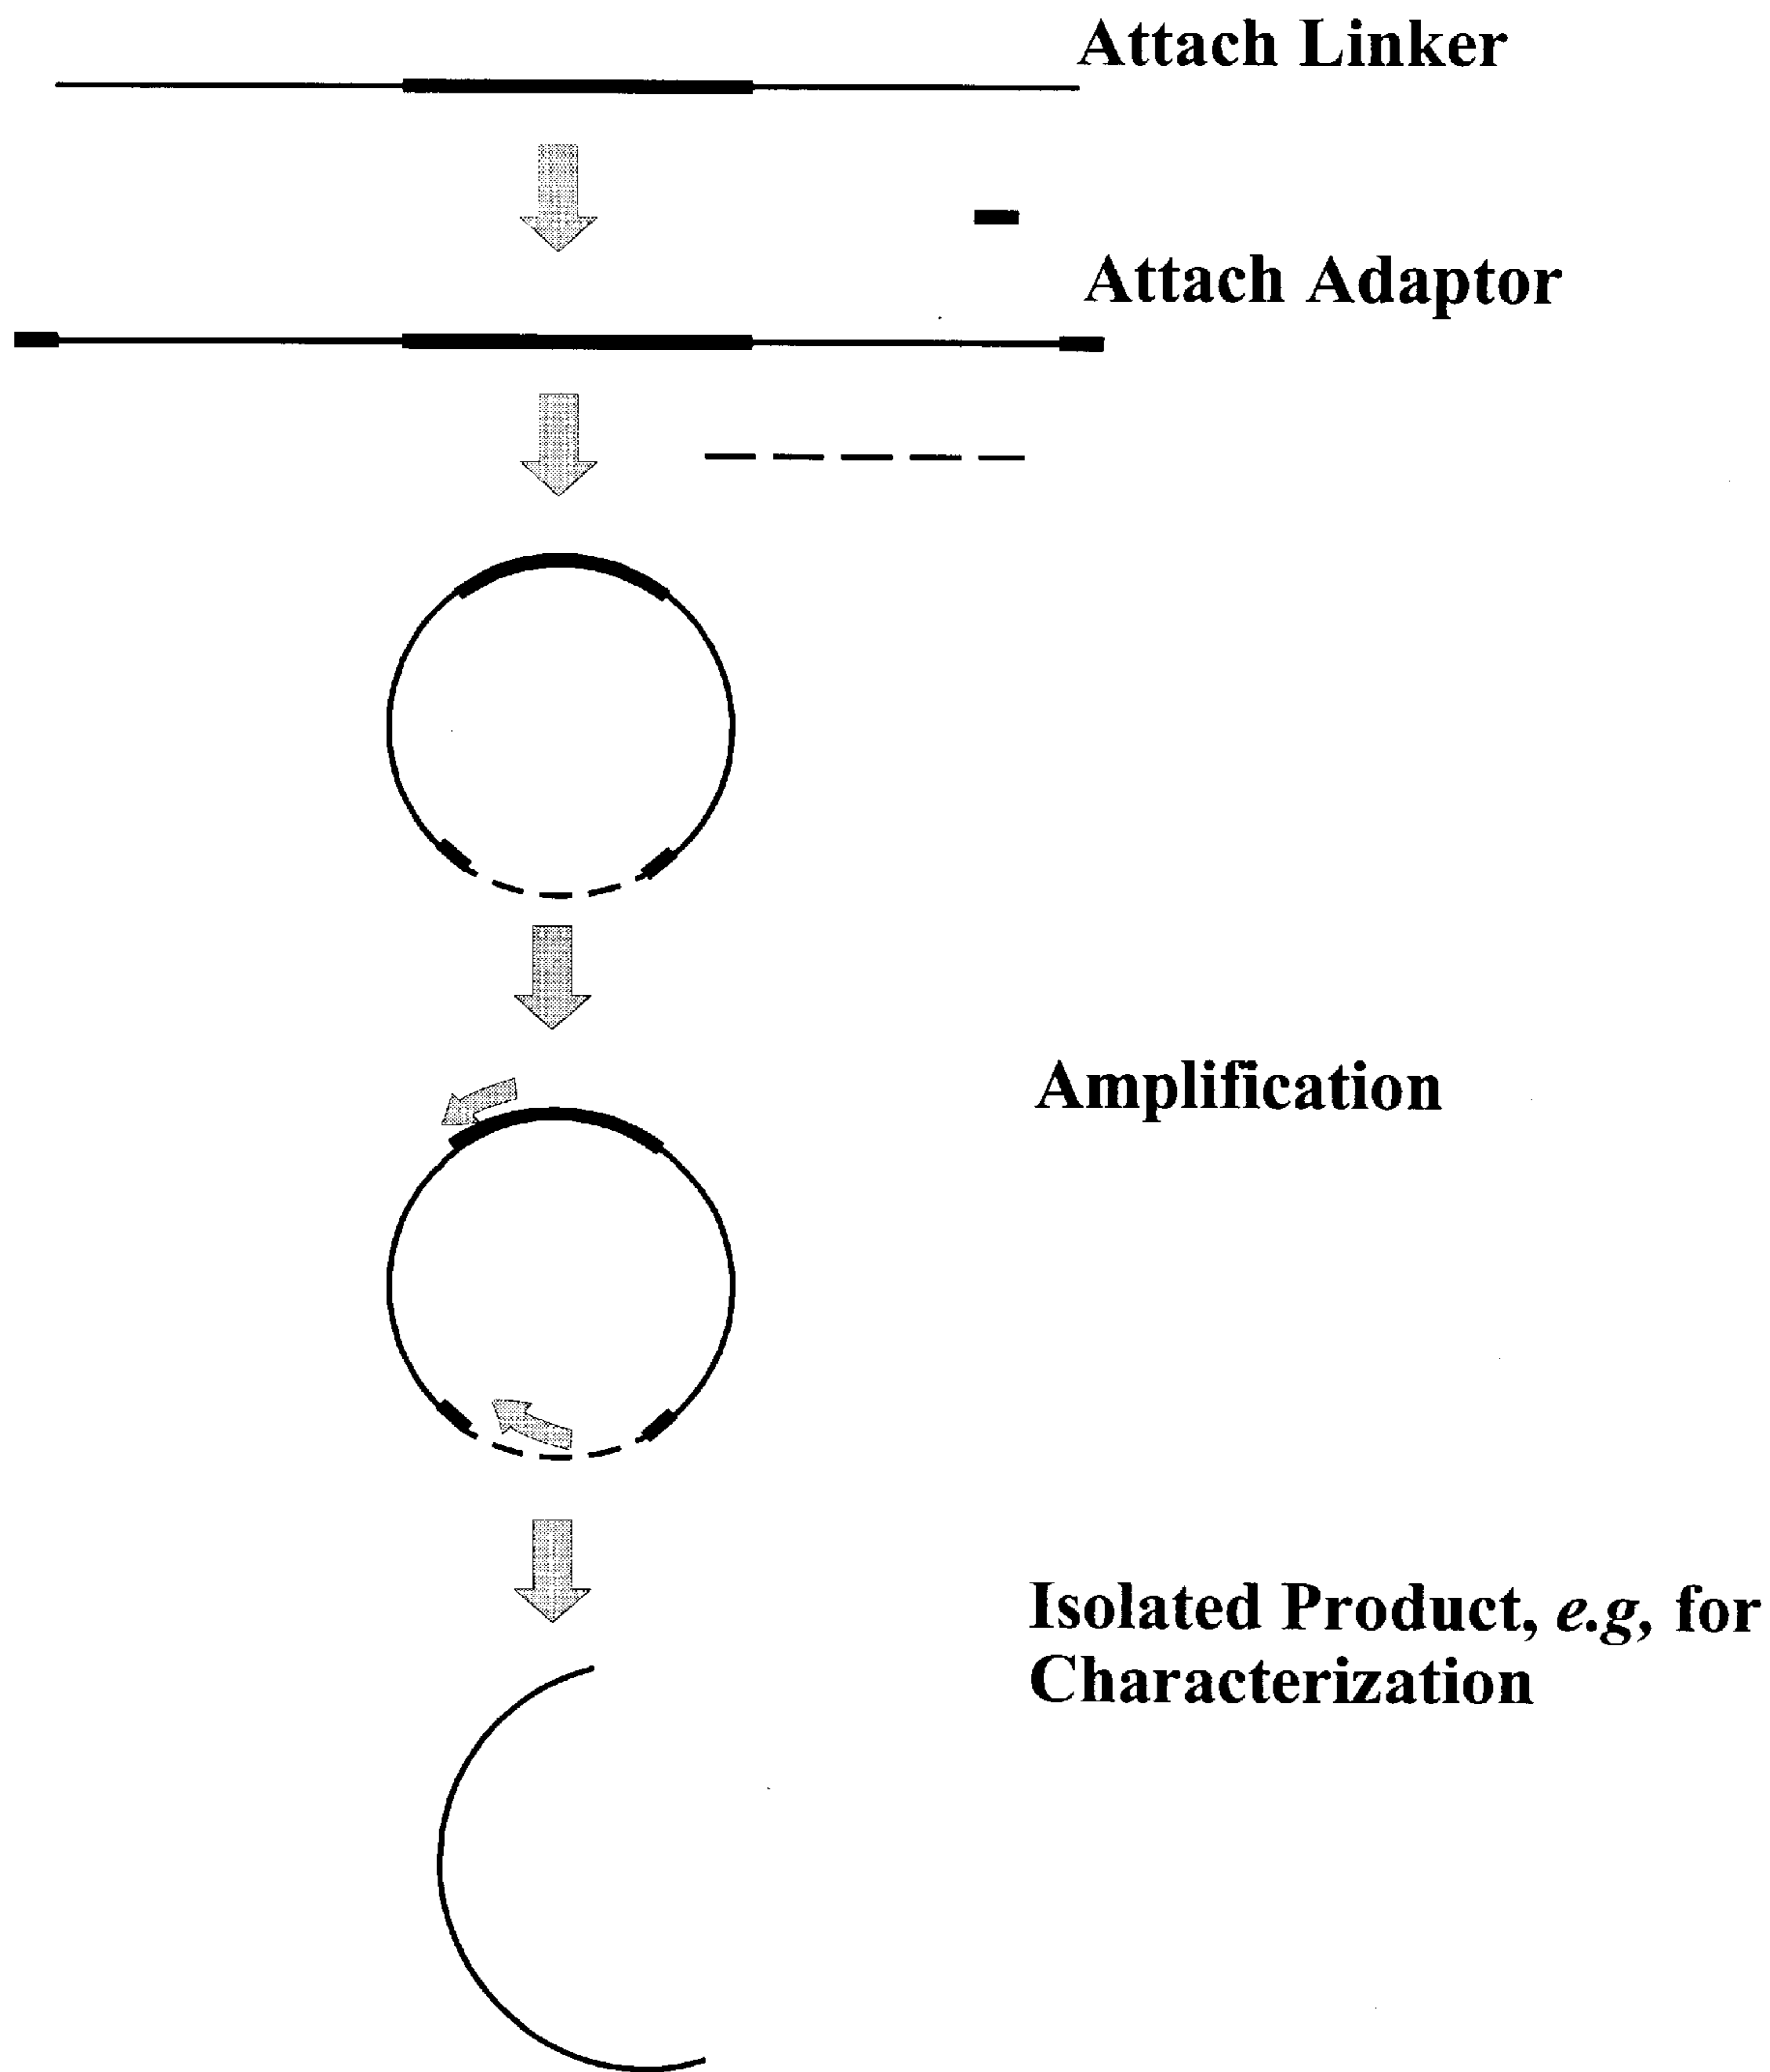 Attach Linker
Attach Adaptor
Amplification
Isolated Product, e.g, for
Characterization